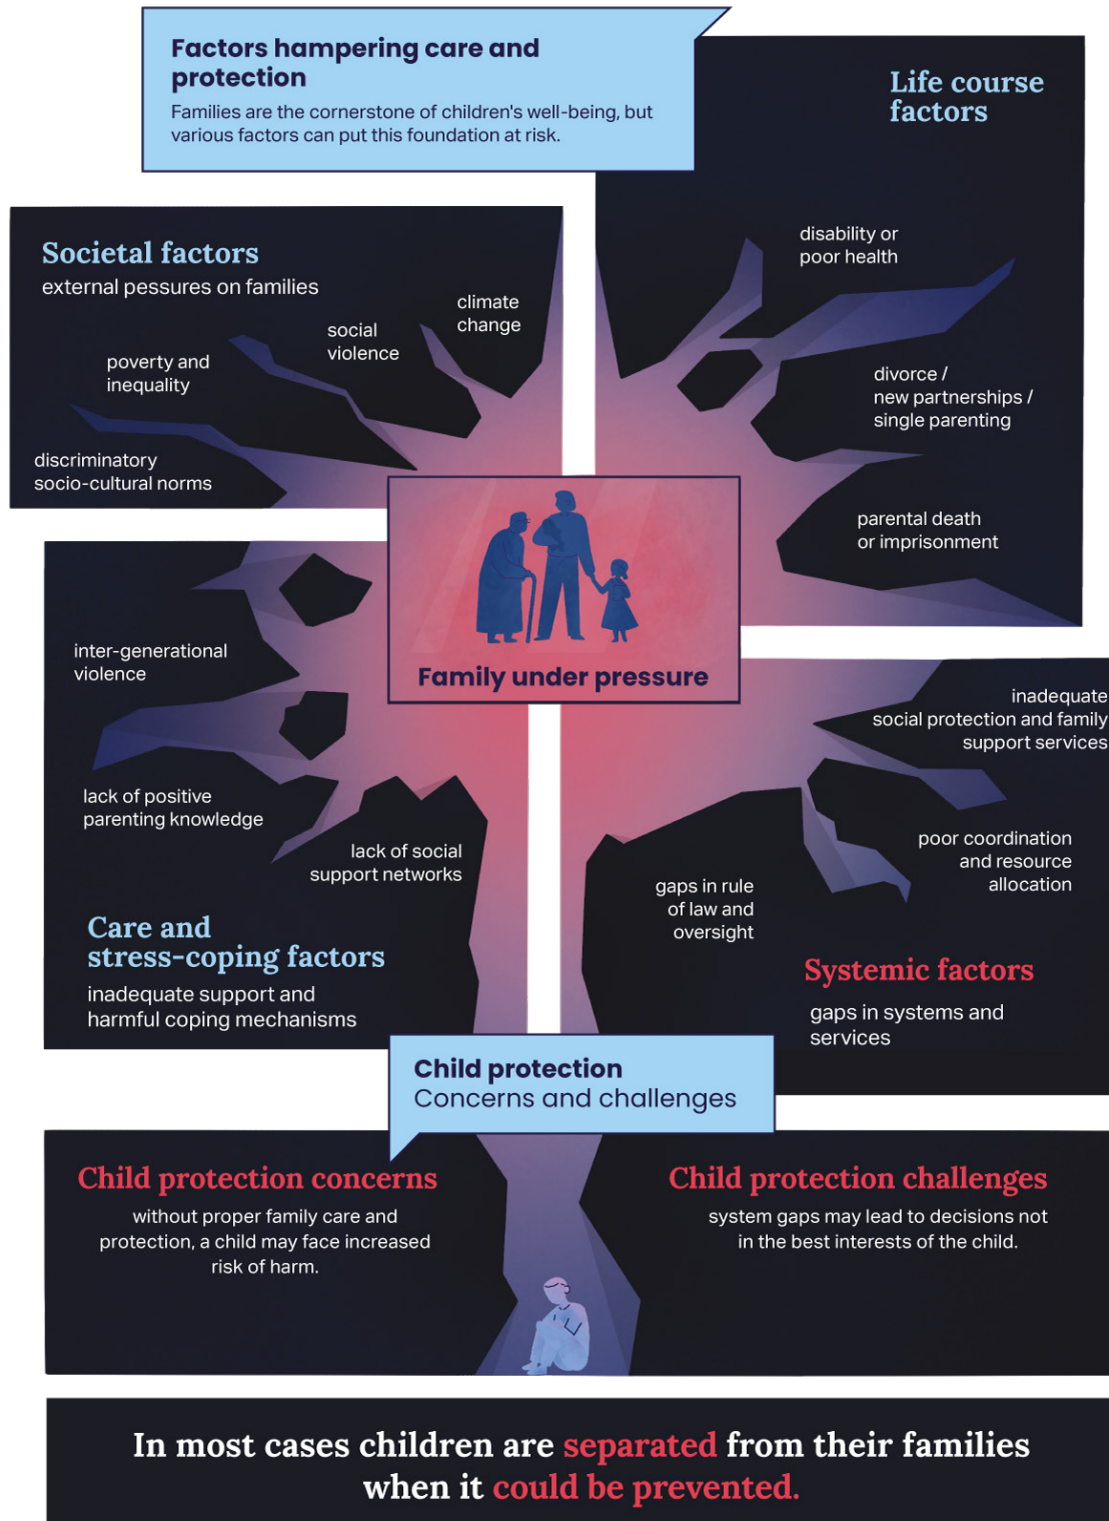 Factors hampering care and
protection
Families are the cornerstone of children's well-being, but
various factors can put this foundation at risk.
Life course
factors
disability or
poor health
divorce /
new partnerships /
single parenting
parental death
or imprisonment
Societal factors
external pessures on families
climate
change
social
violence
poverty and
inequality
discriminatory
socio-cultural norms
Family under pressure
inter-generational
violence
lack of positive
parenting knowledge
lack of social
support networks
Care and
stress-coping factors
inadequate support and
harmful coping mechanisms
inadequate
social protection and family
support services
poor coordination
and resource
allocation
gaps in rule
of law and
oversight
Systemic factors
gaps in systems and
services
Child protection
Concerns and challenges
Child protection concerns
without proper family care and
protection, a child may face increased
risk of harm.
Child protection challenges
system gaps may lead to decisions not
in the best interests of the child.
In most cases children are separated from their families
when it could be prevented.